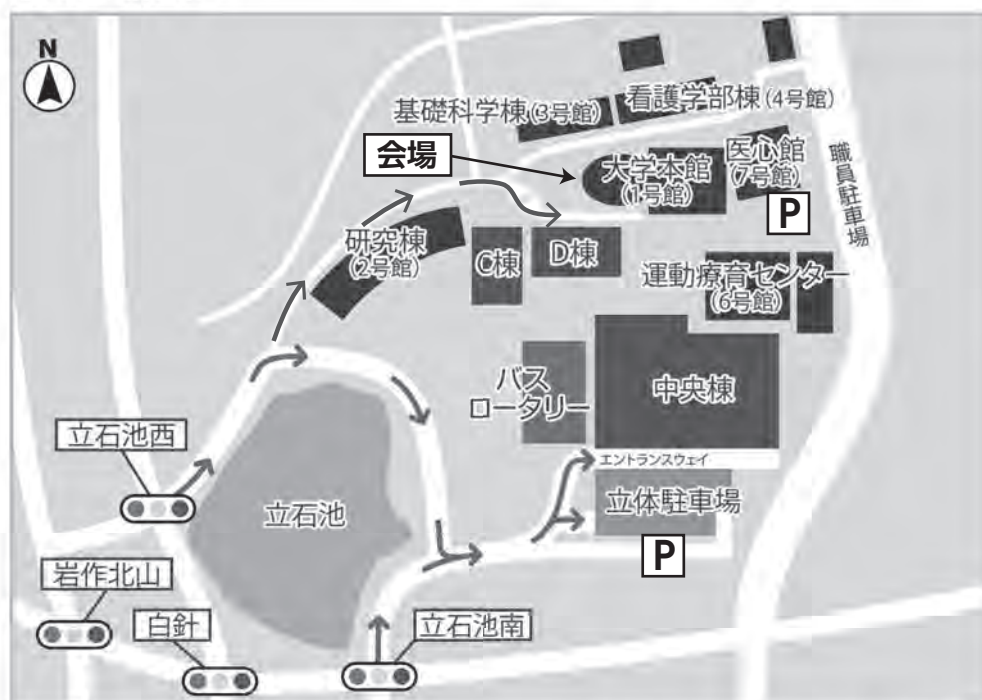 N
基礎科学棟(3号館)
看護学部棟(4号館)
会場
大学本館
(1号館)
医心館
(7号館)
P
職員駐車場
研究棟
(2号館)
C棟
D棟
運動療育センター
(6号館)
バス
ロータリー
中央棟
エントランスウェイ
立石池西
立石池
立体駐車場
P
岩作北山
白針
立石池南